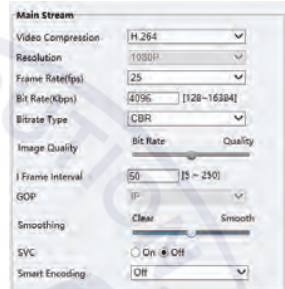 Main Stream
Video Compression H.264
Resolution 1080P
Frame Rate(fps) 25
Bit Rate(Kbps) 4096 [128~16384]
Bitrate Type CBR
Image Quality Bit Rate Quality
I Frame Interval 50 [5 ~ 250]
GOP IP
Smoothing Clear Smooth
SVC On Off
Smart Encoding Off